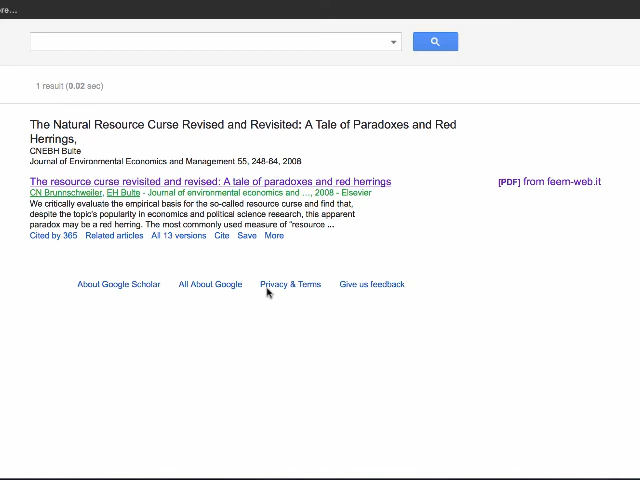 re...
1 result (0.02 sec)
The Natural Resource Curse Revised and Revisited: A Tale of Paradoxes and Red
Herrings,
CNEBH Bulte
Journal of Environmental Economics and Management 55, 248-64, 2008
The resource curse revisited and revised: A tale of paradoxes and red herrings [PDF] from feem-web.it
CN Brunnschweiler, EH Bulte - Journal of environmental economics and ..., 2008 - Elsevier
We critically evaluate the empirical basis for the so-called resource curse and find that,
despite the topic's popularity in economics and political science research, this apparent
paradox may be a red herring. The most commonly used measure of "resource ...
Cited by 365 Related articles All 13 versions Cite Save More
About Google Scholar All About Google Privacy & Terms Give us feedback